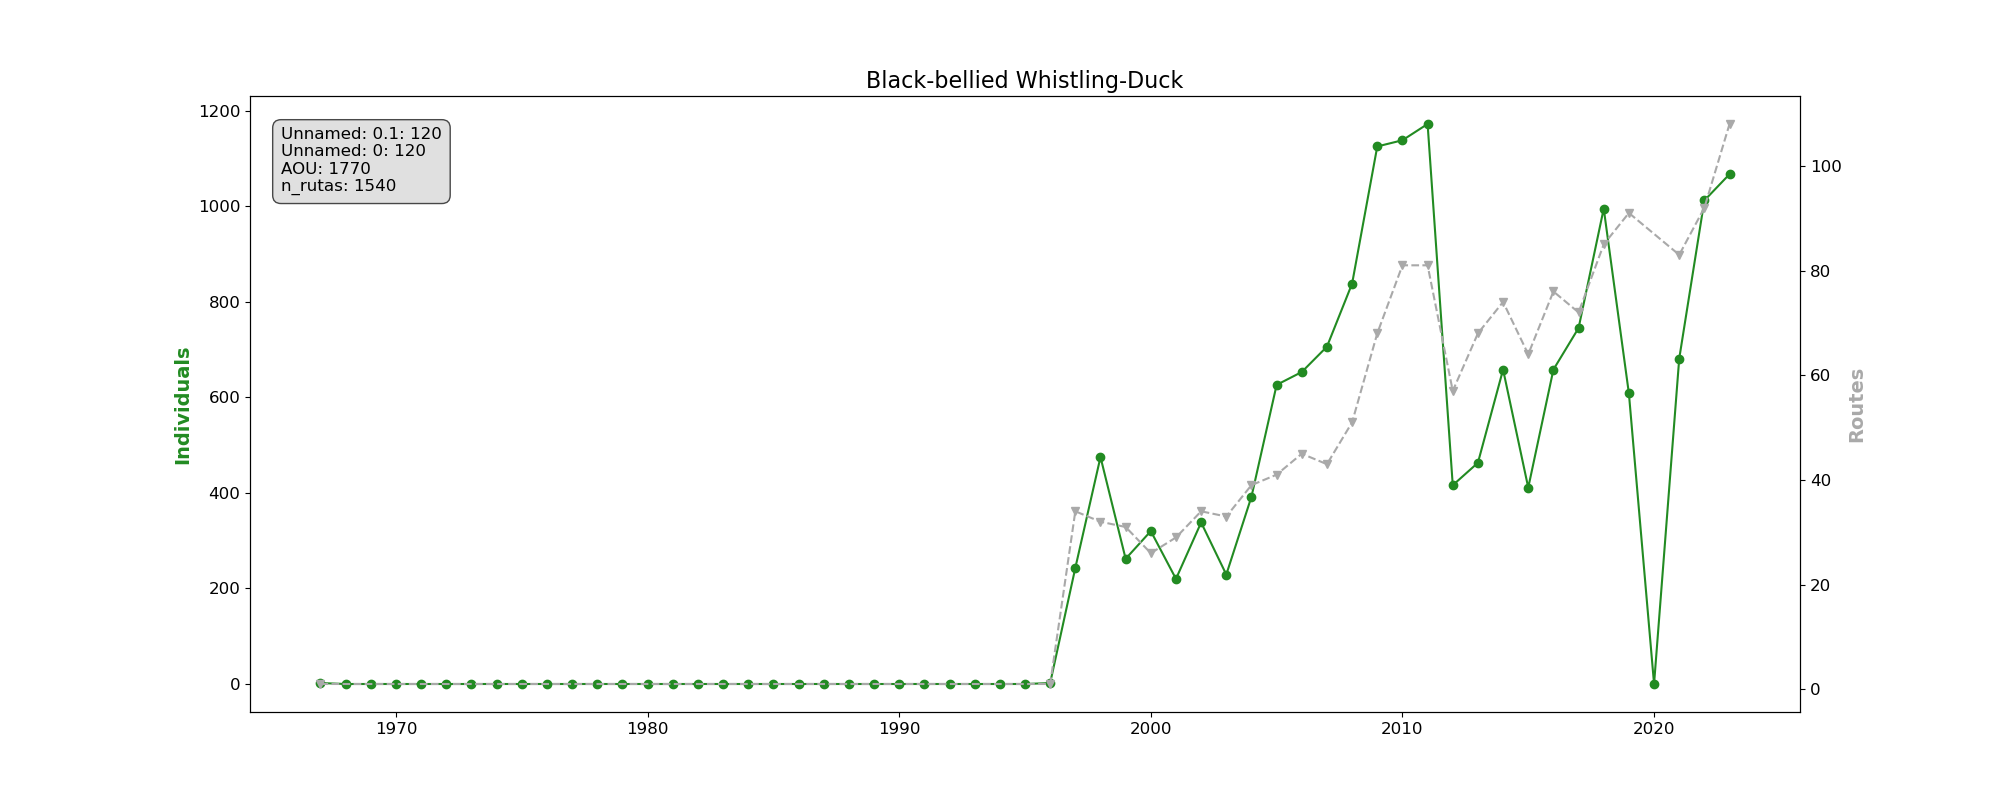 Black-bellied Whistling-Duck
Unnamed: 0.1: 120
Unnamed: 0: 120
AOU: 1770
n_rutas: 1540
1200
1000
800
600
400
200
0
Individuals
100
80
60
40
20
0
Routes
1970
1980
1990
2000
2010
2020